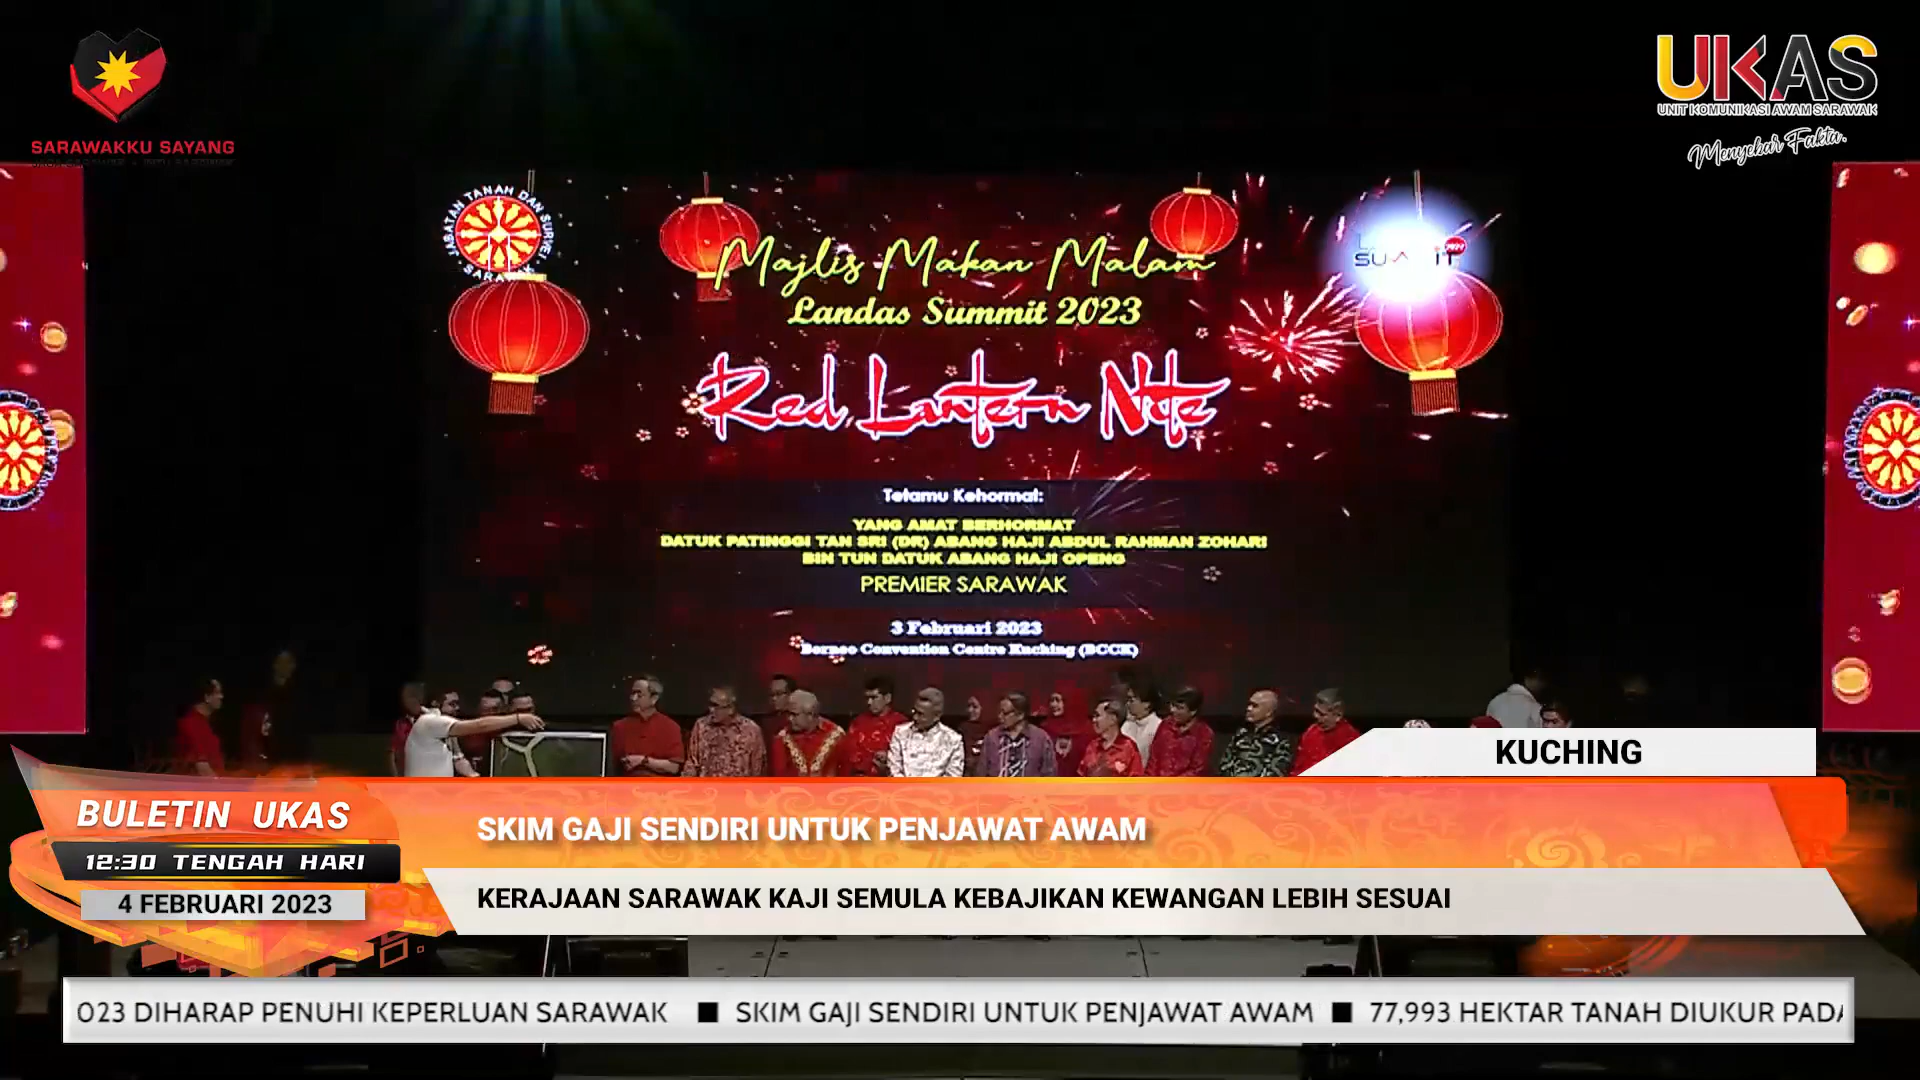 SARAWAKKU SAYANG
UKAS
UNIT KOMUNIKASI AWAM SARAWAK
Menyebar Fakta.
JABATAN TANAH DAN SURVEI
SARAWAK
Majlis Makan Malam
Landas Summit 2023
Red Lantern Nite
Tetamu Kehormat:
YANG AMAT BERHORMAT
DATUK PATINGGI TAN SRI (DR) ABANG HAJI ABDUL RAHMAN ZOHARI
BIN TUN DATUK ABANG HAJI OPENG
PREMIER SARAWAK
3 Februari 2023
Borneo Convention Centre Kuching (BCCK)
KUCHING
BULETIN UKAS
12:30 TENGAH HARI
4 FEBRUARI 2023
SKIM GAJI SENDIRI UNTUK PENJAWAT AWAM
KERAJAAN SARAWAK KAJI SEMULA KEBAJIKAN KEWANGAN LEBIH SESUAI
023 DIHARAP PENUHI KEPERLUAN SARAWAK ■ SKIM GAJI SENDIRI UNTUK PENJAWAT AWAM ■ 77,993 HEKTAR TANAH DIUKUR PADA